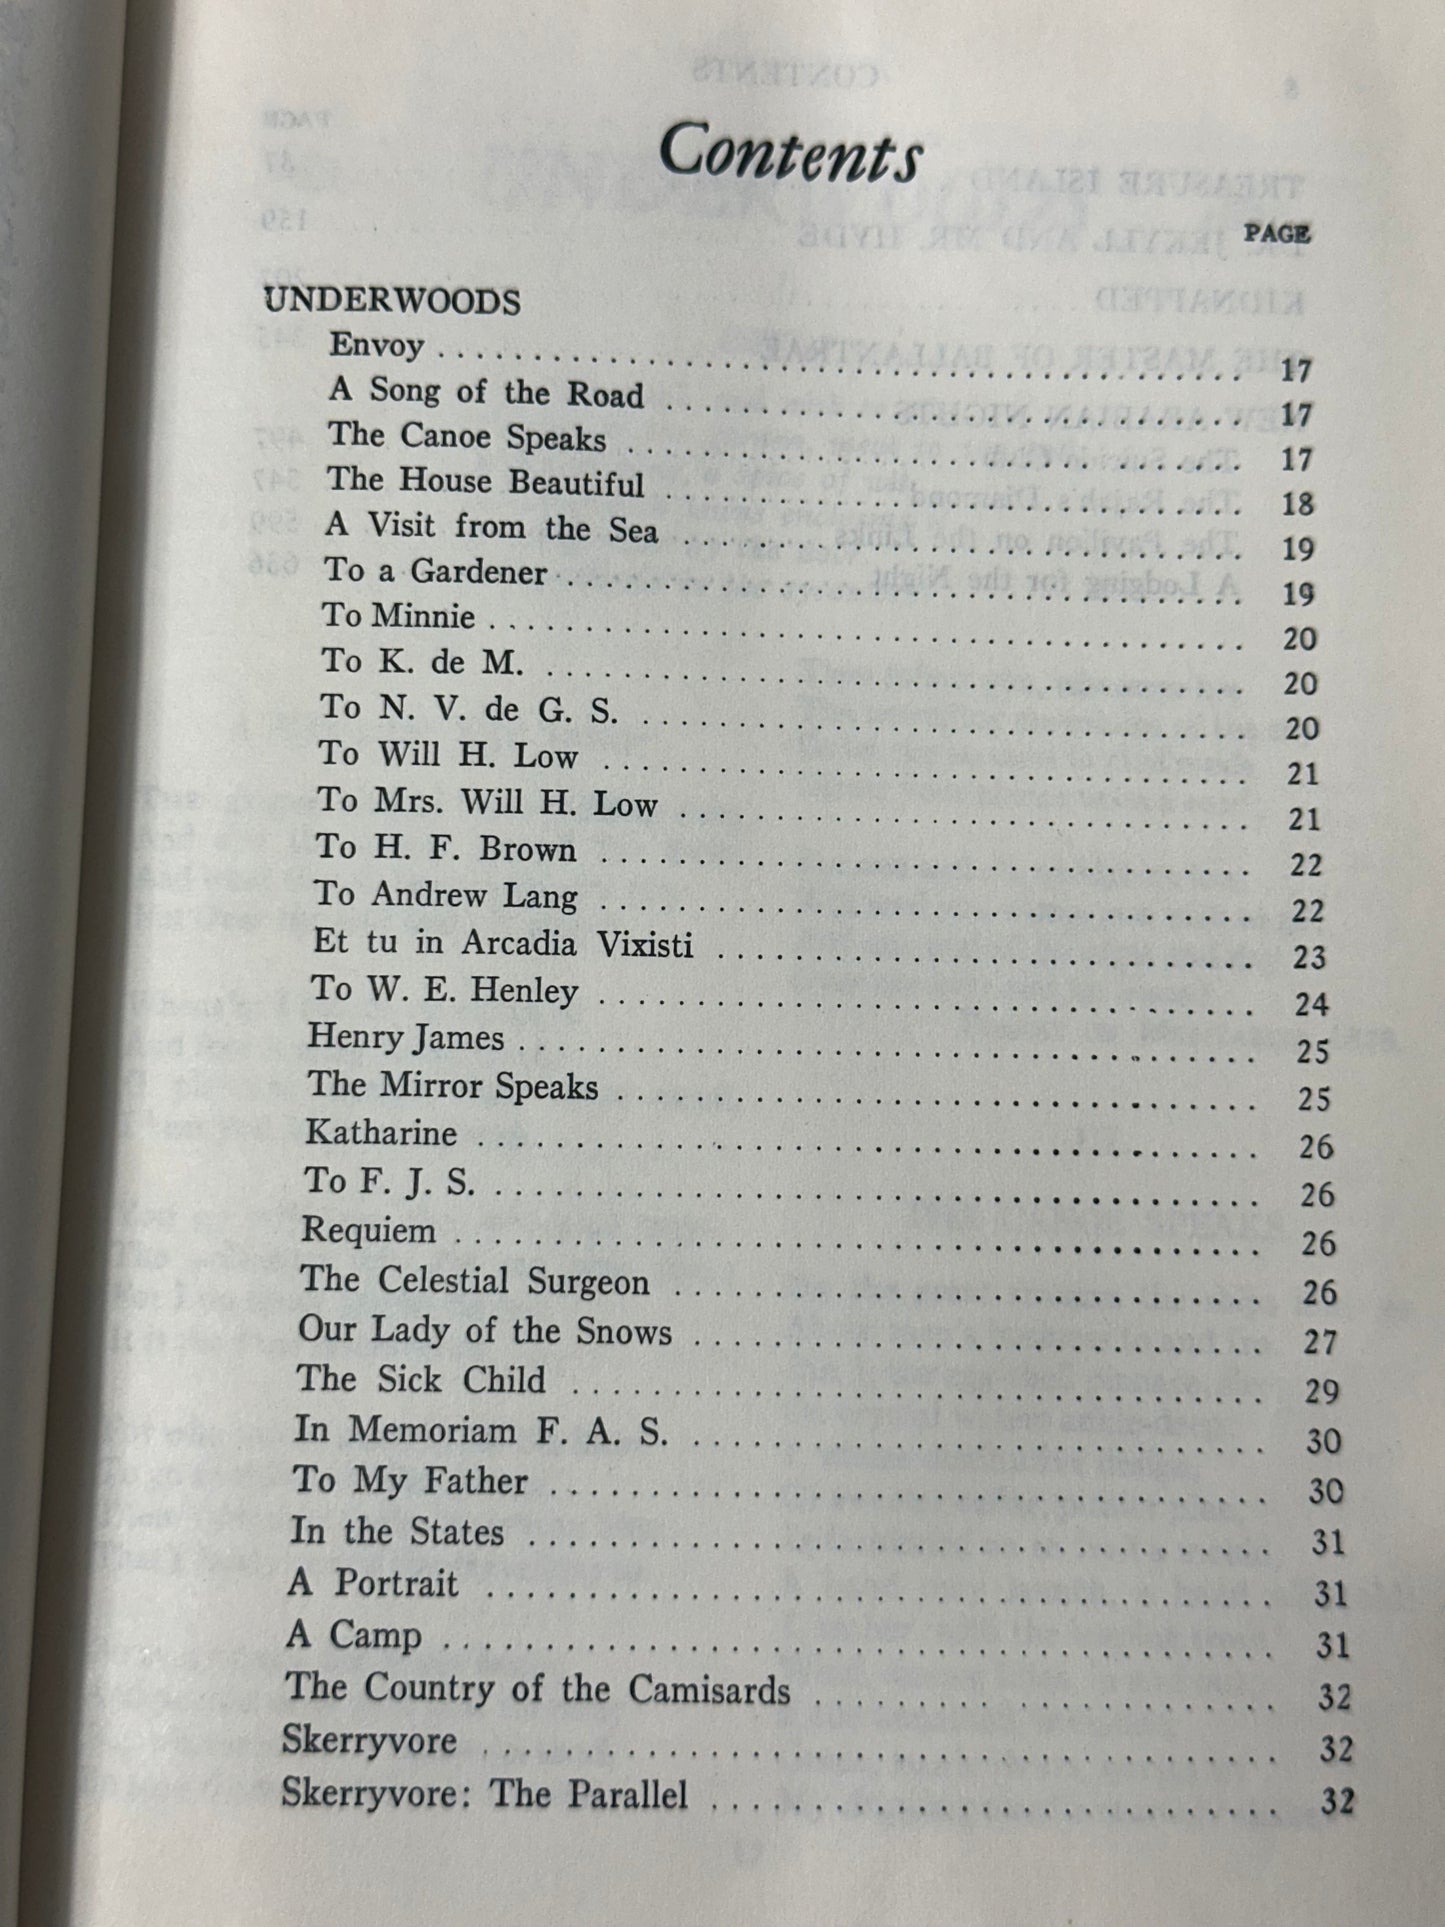 Contents
PAGE
UNDERWOODS
Envoy . . . . . . . . . . . . . . . . . . . . 17
A Song of the Road . . . . . . . . . . . . . . . . . . . . 17
The Canoe Speaks . . . . . . . . . . . . . . . . . . . . 17
The House Beautiful . . . . . . . . . . . . . . . . . . . . 18
A Visit from the Sea . . . . . . . . . . . . . . . . . . . . 19
To a Gardener . . . . . . . . . . . . . . . . . . . . 19
To Minnie . . . . . . . . . . . . . . . . . . . . 20
To K. de M. . . . . . . . . . . . . . . . . . . . . 20
To N. V. de G. S. . . . . . . . . . . . . . . . . . . . . 20
To Will H. Low . . . . . . . . . . . . . . . . . . . . 21
To Mrs. Will H. Low . . . . . . . . . . . . . . . . . . . . 21
To H. F. Brown . . . . . . . . . . . . . . . . . . . . 22
To Andrew Lang . . . . . . . . . . . . . . . . . . . . 22
Et tu in Arcadia Vixisti . . . . . . . . . . . . . . . . . . . . 23
To W. E. Henley . . . . . . . . . . . . . . . . . . . . 24
Henry James . . . . . . . . . . . . . . . . . . . . 25
The Mirror Speaks . . . . . . . . . . . . . . . . . . . . 25
Katharine . . . . . . . . . . . . . . . . . . . . 26
To F. J. S. . . . . . . . . . . . . . . . . . . . . 26
Requiem . . . . . . . . . . . . . . . . . . . . 26
The Celestial Surgeon . . . . . . . . . . . . . . . . . . . . 26
Our Lady of the Snows . . . . . . . . . . . . . . . . . . . . 27
The Sick Child . . . . . . . . . . . . . . . . . . . . 29
In Memoriam F. A. S. . . . . . . . . . . . . . . . . . . . . 30
To My Father . . . . . . . . . . . . . . . . . . . . 30
In the States . . . . . . . . . . . . . . . . . . . . 31
A Portrait . . . . . . . . . . . . . . . . . . . . 31
A Camp . . . . . . . . . . . . . . . . . . . . 31
The Country of the Camisards . . . . . . . . . . . . . . . . . . . . 32
Skerryvore . . . . . . . . . . . . . . . . . . . . 32
Skerryvore: The Parallel . . . . . . . . . . . . . . . . . . . . 32